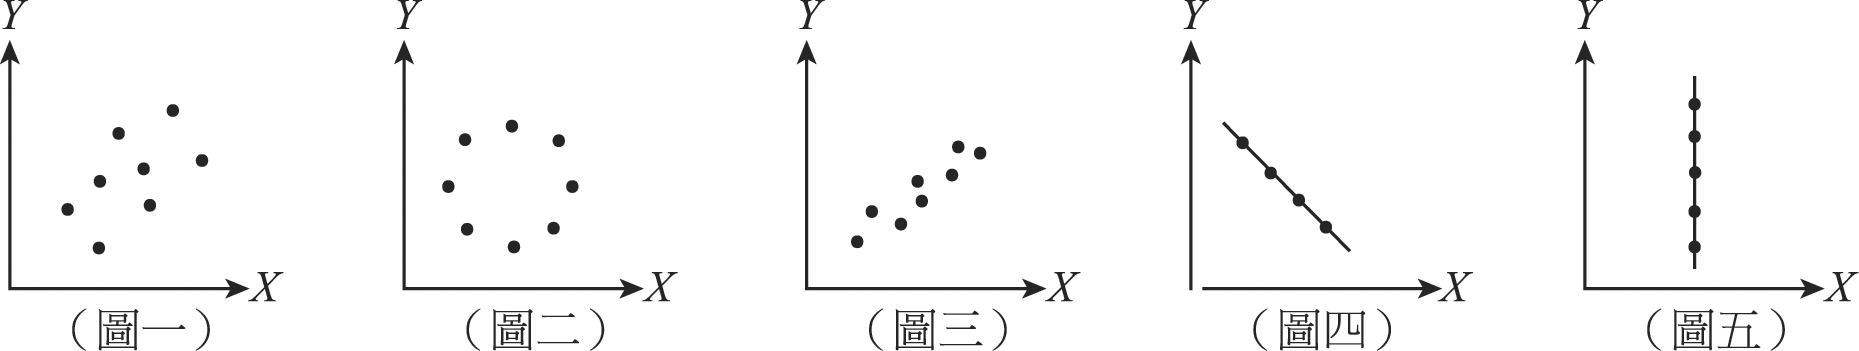 Y Y Y Y Y
X X X X X
（圖一） （圖二） （圖三） （圖四） （圖五）